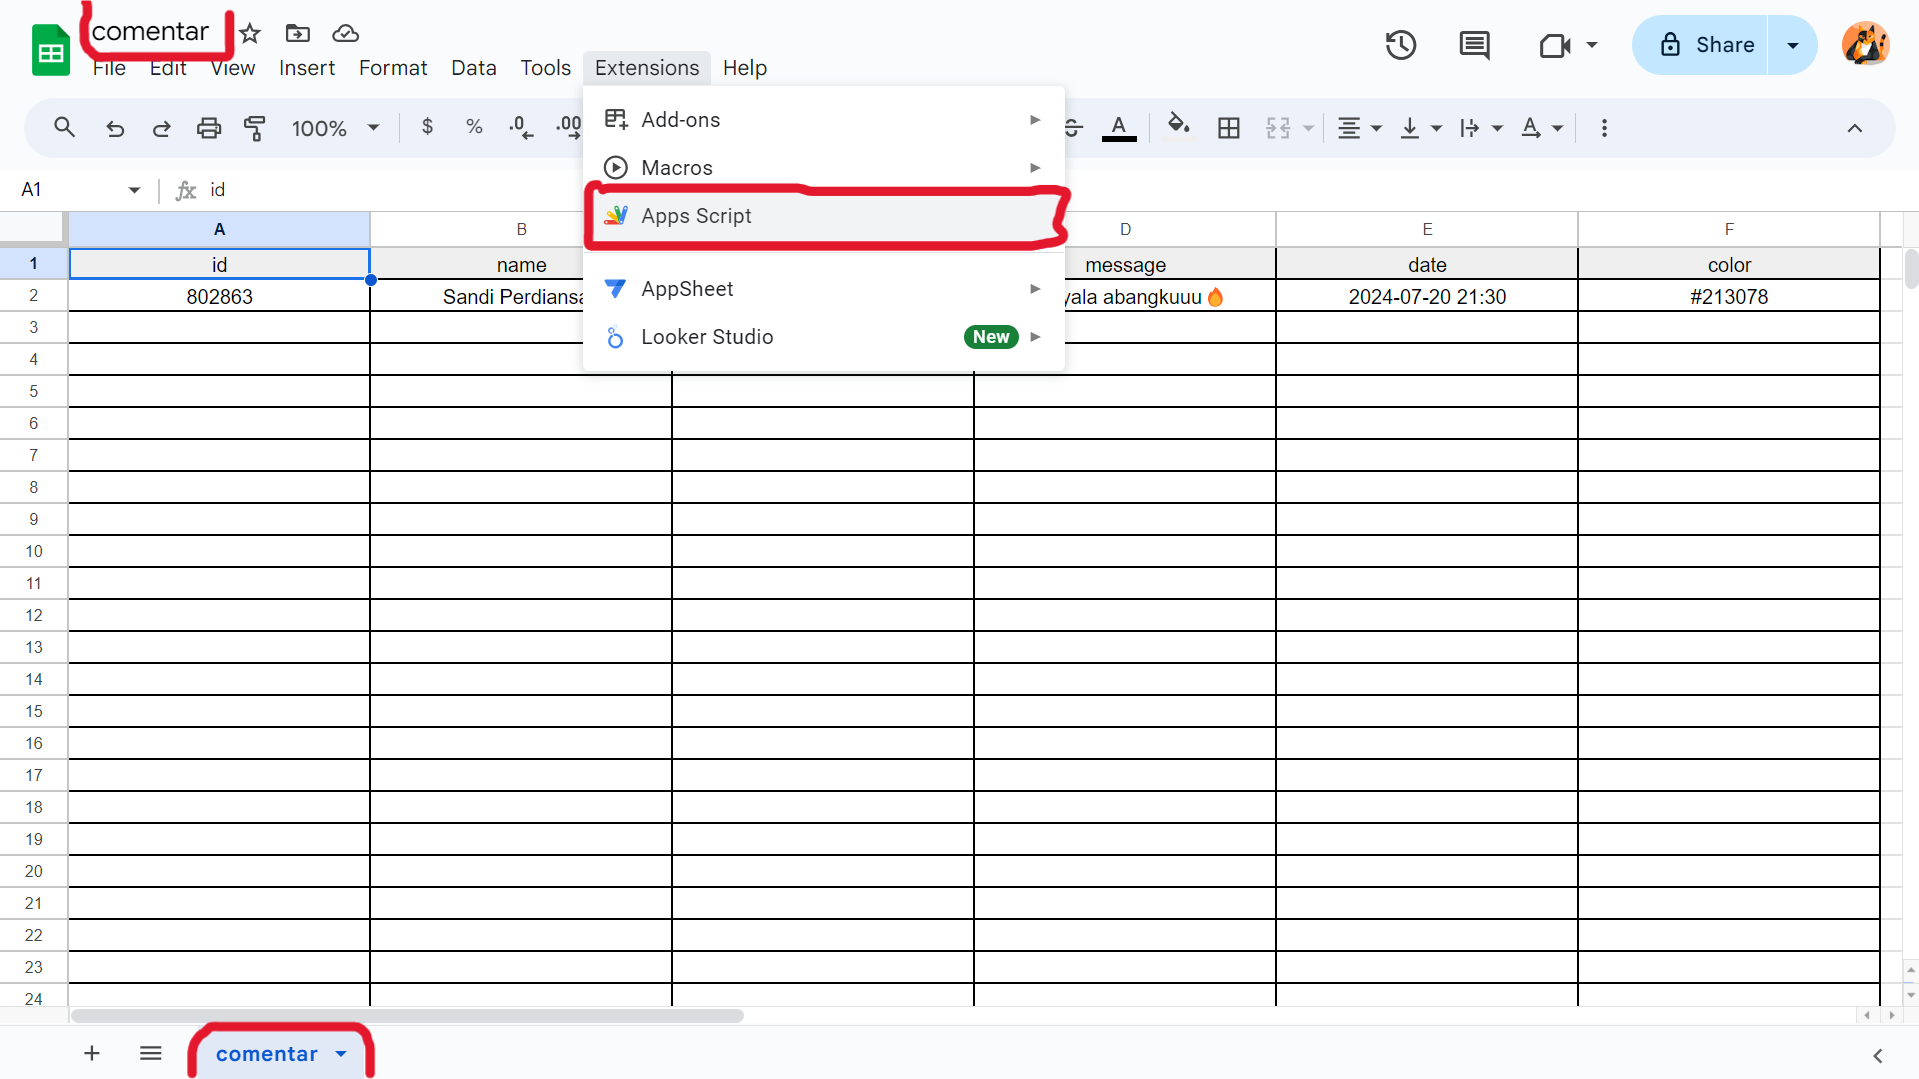 comentar
File Edit View Insert Format Data Tools Extensions Help
Share
100% $ % .0 .00 A A
Add-ons
Macros
Apps Script
AppSheet
Looker Studio New
A1 fx id
A B D E F
1 id name message date color
2 802863 Sandi Perdiansa yala abangkuuu🔥 2024-07-20 21:30 #213078
3
4
5
6
7
8
9
10
11
12
13
14
15
16
17
18
19
20
21
22
23
24
comentar